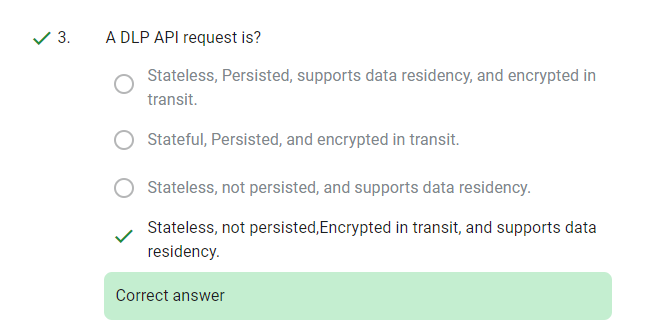 3. A DLP API request is?
Stateless, Persisted, supports data residency, and encrypted in
transit.
Stateful, Persisted, and encrypted in transit.
Stateless, not persisted, and supports data residency.
Stateless, not persisted,Encrypted in transit, and supports data
residency.
Correct answer